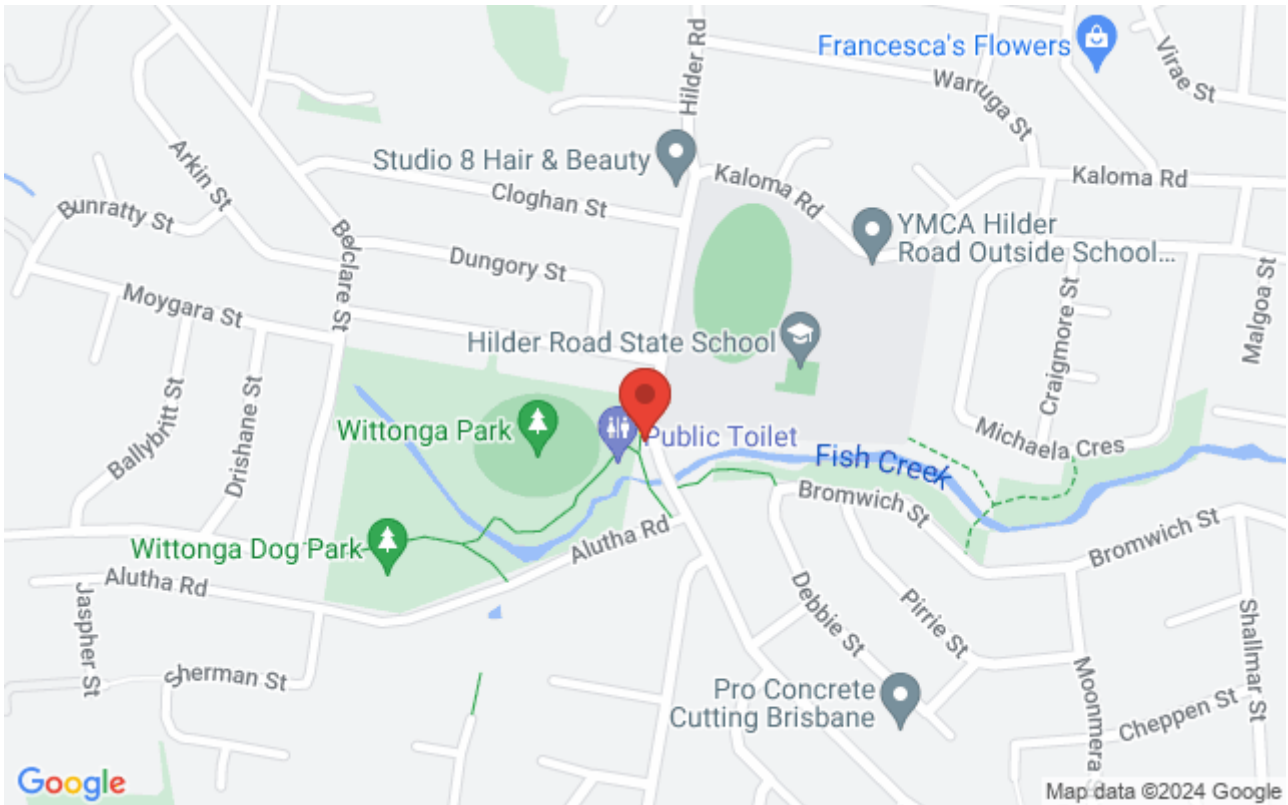 Hilder Rd
Francesca's Flowers
Virae St
Warruga St
Arkin St
Studio 8 Hair & Beauty
Cloghan St
Kaloma Rd
Kaloma Rd
Bunratty St
Belclare St
Dungory St
YMCA Hilder
Road Outside School...
Moygara St
Hilder Road State School
Craigmore St
Malgoa St
Ballybritt St
Drishane St
Wittonga Park
Public Toilet
Michaela Cres
Fish Creek
Bromwich St
Bromwich St
Wittonga Dog Park
Alutha Rd
Alutha Rd
Jaspher St
Sherman St
Debbie St
Pirrie St
Shallmar St
Moonmera S
Pro Concrete
Cutting Brisbane
Cheppen St
Google
Map data ©2024 Google